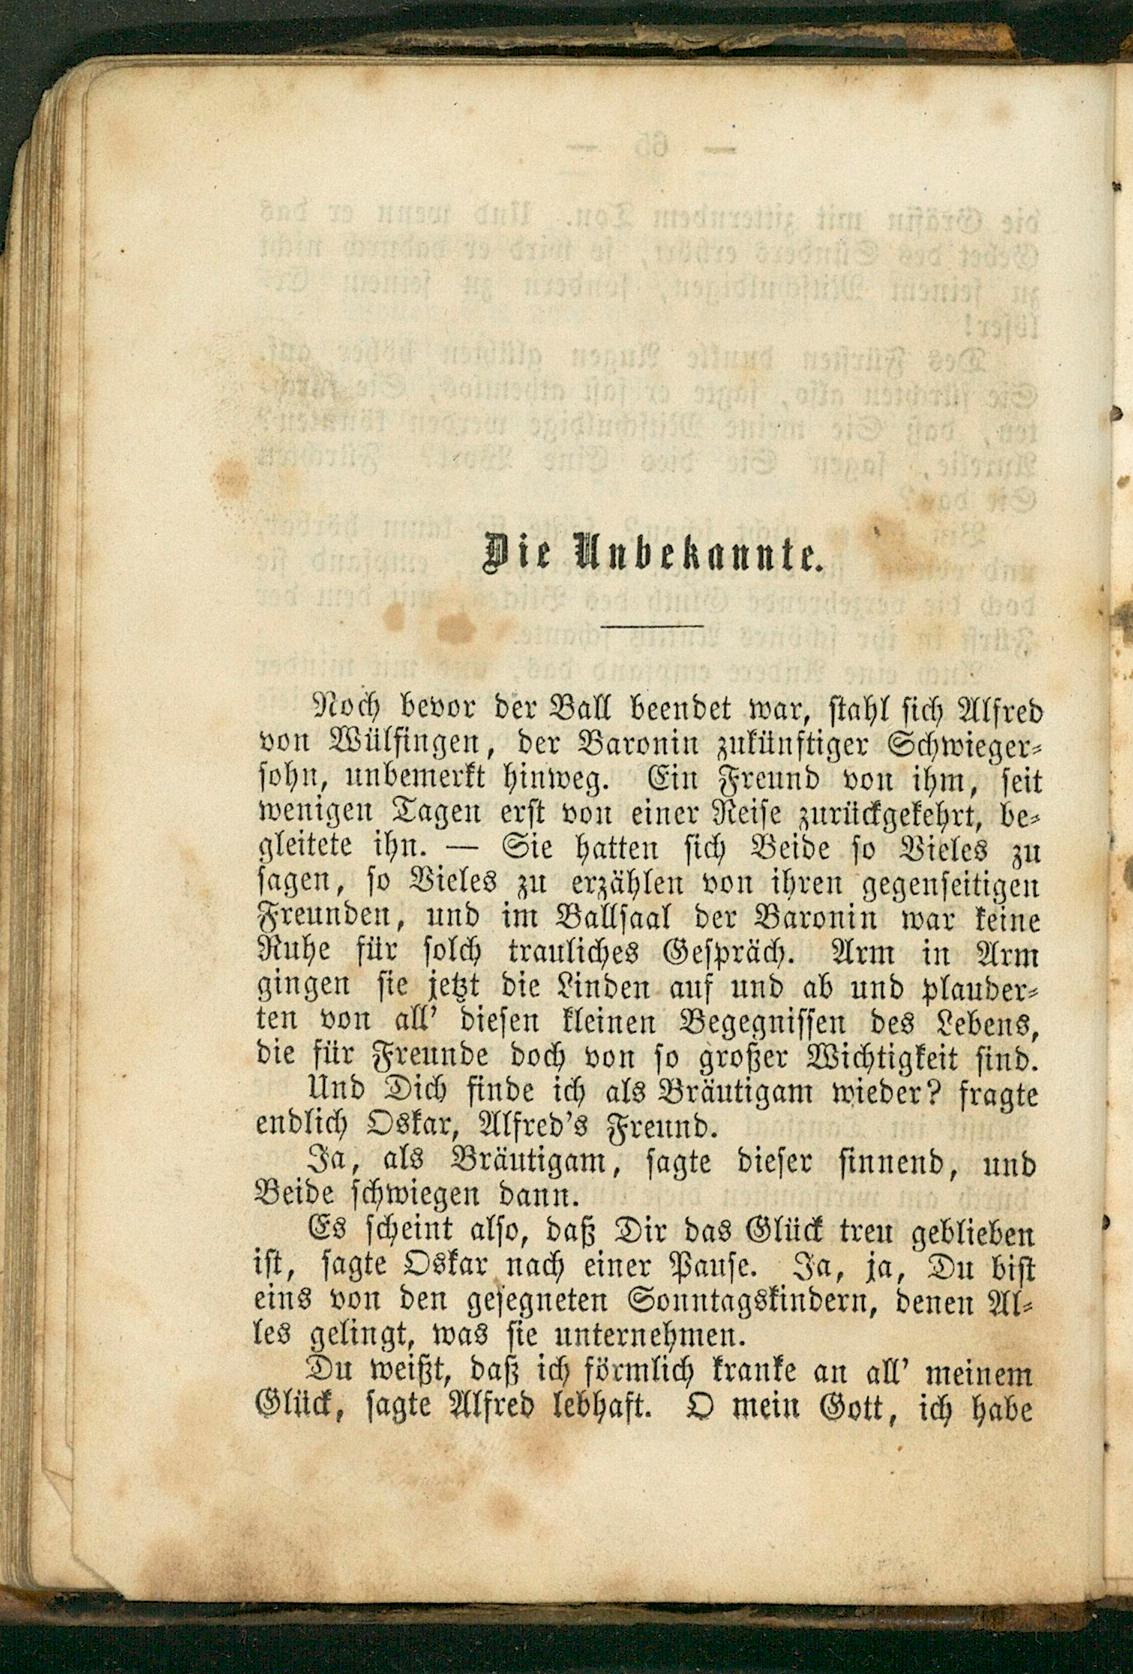 Die Unbekannte.
Noch bevor der Ball beendet war, stahl sich Alfred
von Wülfingen, der Baronin zukünftiger Schwieger-
sohn, unbemerkt hinweg. Ein Freund von ihm, seit
wenigen Tagen erst von einer Reise zurückgekehrt, be-
gleitete ihn. — Sie hatten sich Beide so Vieles zu
sagen, so Vieles zu erzählen von ihren gegenseitigen
Freunden, und im Ballsaal der Baronin war keine
Ruhe für solch trauliches Gespräch. Arm in Arm
gingen sie jetzt die Linden auf und ab und plauder-
ten von all' diesen kleinen Begegnissen des Lebens,
die für Freunde doch von so großer Wichtigkeit sind.
Und Dich finde ich als Bräutigam wieder? fragte
endlich Oskar, Alfred's Freund.
Ja, als Bräutigam, sagte dieser sinnend, und
Beide schwiegen dann.
Es scheint also, daß Dir das Glück treu geblieben
ist, sagte Oskar nach einer Pause. Ja, ja, Du bist
eins von den gesegneten Sonntagskindern, denen Al-
les gelingt, was sie unternehmen.
Du weißt, daß ich förmlich kranke an all' meinem
Glück, sagte Alfred lebhaft. O mein Gott, ich habe